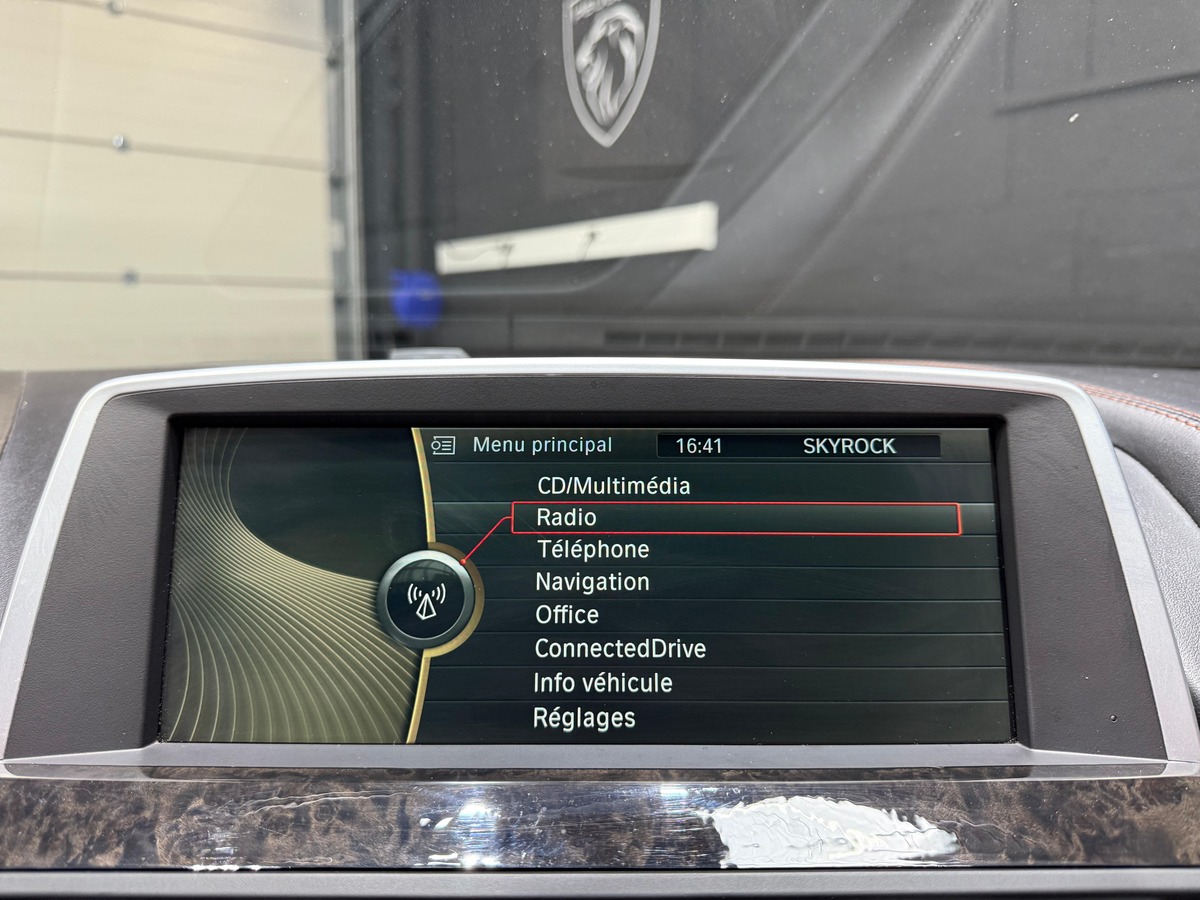 Menu principal 16:41 SKYROCK
CD/Multimédia
Radio
Téléphone
Navigation
Office
ConnectedDrive
Info véhicule
Réglages